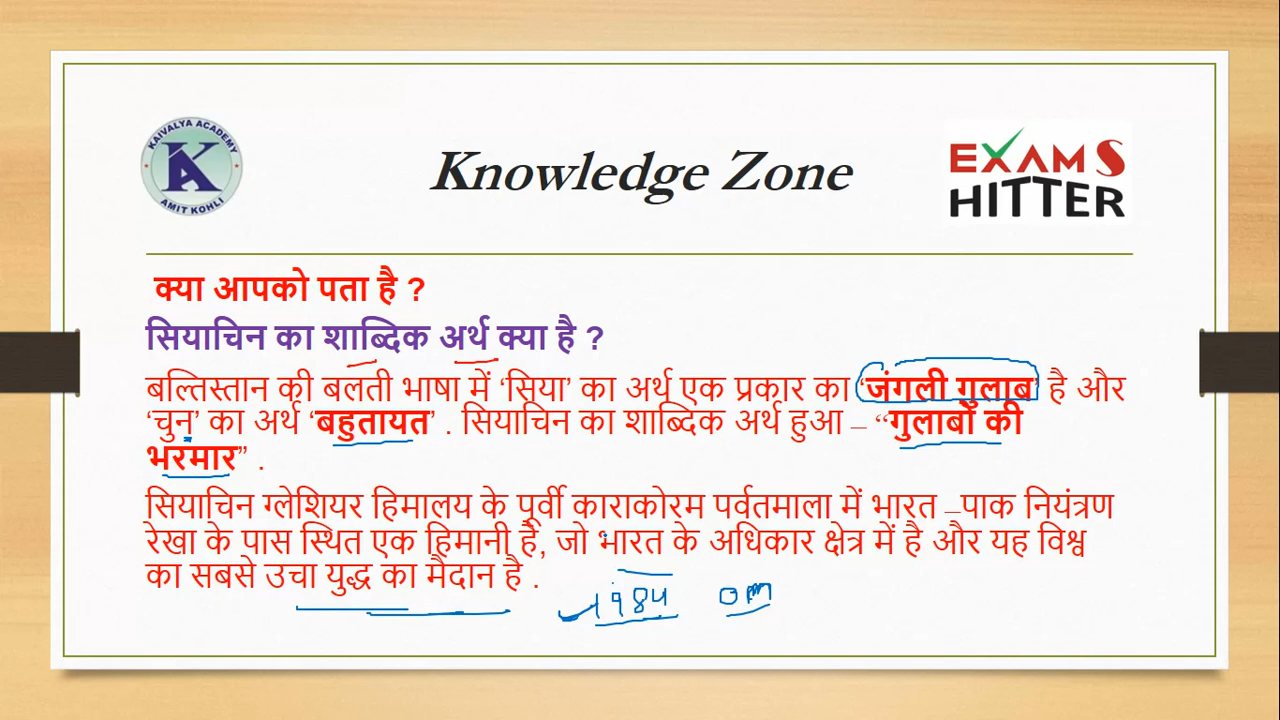 KAIVALYA ACADEMY
KA
AMIT KOHLI
Knowledge Zone
EXAMS
HITTER
क्या आपको पता है ?
सियाचिन का शाब्दिक अर्थ क्या है ?
बल्तिस्तान की बलती भाषा में ‘सिया’ का अर्थ एक प्रकार का ‘जंगली गुलाब’ है और
‘चुन’ का अर्थ ‘बहुतायत’ . सियाचिन का शाब्दिक अर्थ हुआ – “गुलाबों की
भरमार” .
सियाचिन ग्लेशियर हिमालय के पूर्वी काराकोरम पर्वतमाला में भारत –पाक नियंत्रण
रेखा के पास स्थित एक हिमानी है, जो भारत के अधिकार क्षेत्र में है और यह विश्व
का सबसे उचा युद्ध का मैदान है .
1984 om